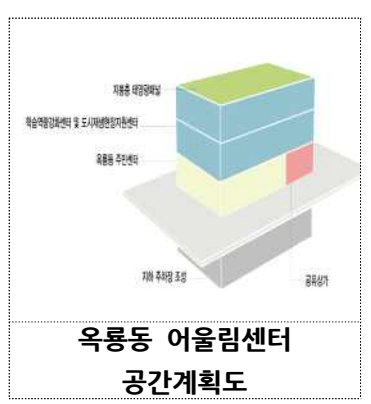 지붕층 태양광패널
학습역량강화센터 및 도시재생현장지원센터
옥룡동 주민센터
지하 주차장 조성
공유상가
옥룡동 어울림센터
공간계획도